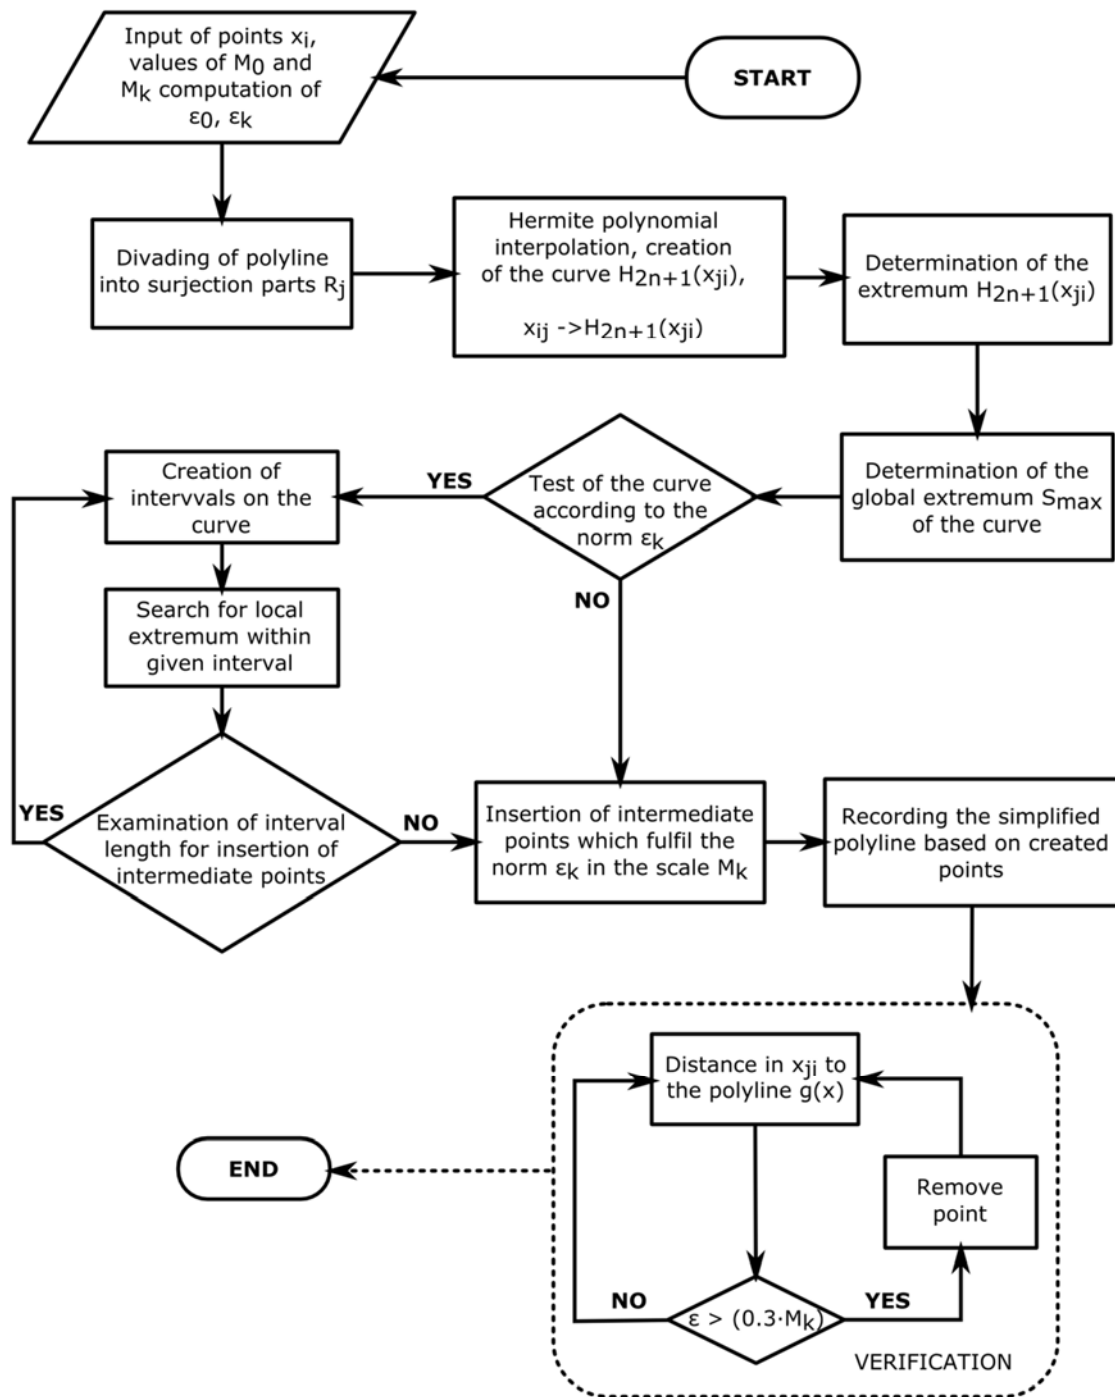 START
Input of points xi,
values of M0 and
Mk computation of
ε0, εk
Divading of polyline
into surjection parts Rj
Hermite polynomial
interpolation, creation
of the curve H2n+1(xji),
xij ->H2n+1(xji)
Determination of the
extremum H2n+1(xji)
Determination of the
global extremum Smax
of the curve
Test of the curve
according to the
norm εk
YES
NO
Creation of
intervvals on the
curve
Search for local
extremum within
given interval
Examination of interval
length for insertion of
intermediate points
YES
NO
Insertion of intermediate
points which fulfil the
norm εk in the scale Mk
Recording the simplified
polyline based on created
points
Distance in xji to
the polyline g(x)
Remove
point
ε > (0.3·Mk)
NO
YES
VERIFICATION
END